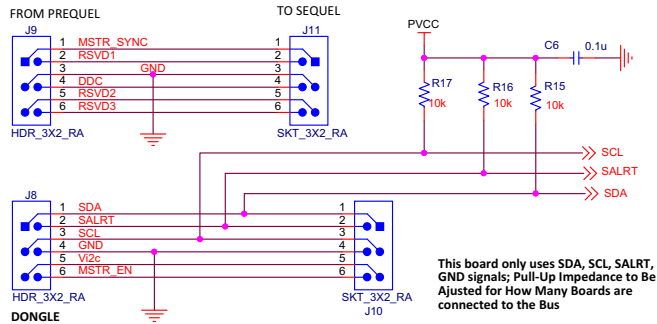 FROM PREQUEL
TO SEQUEL
J9
J11
1 MSTR_SYNC 1
2 RSVD1 2
3 GND 3
4 DDC 4
5 RSVD2 5
6 RSVD3 6
HDR_3X2_RA
SKT_3X2_RA
PVCC
C6 0.1u
R17
10k
R16
10k
R15
10k
SCL
SALRT
SDA
J8
1 SDA 1
2 SALRT 2
3 SCL 3
4 GND 4
5 Vi2c 5
6 MSTR_EN 6
HDR_3X2_RA
SKT_3X2_RA
J10
DONGLE
This board only uses SDA, SCL, SALRT,
GND signals; Pull-Up Impedance to Be
Ajusted for How Many Boards are
connected to the Bus